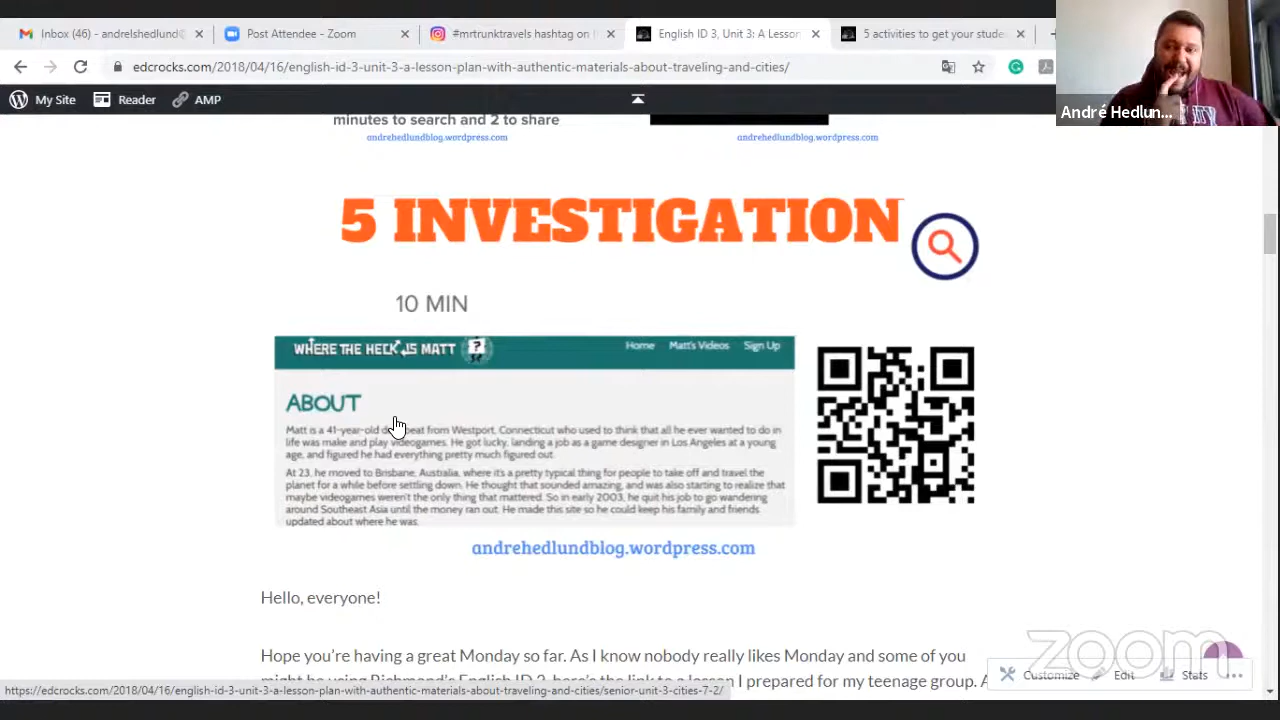 Inbox (46) - andrelshedlund@
Post Attendee - Zoom
#mrtrunktravels hashtag on I
English ID 3, Unit 3: A Lesson
5 activities to get your stude
edcrocks.com/2018/04/16/english-id-3-unit-3-a-lesson-plan-with-authentic-materials-about-traveling-and-cities/
My Site
Reader
AMP
André Hedlun...
minutes to search and 2 to share
andrehedlundblog.wordpress.com
andrehedlundblog.wordpress.com
5 INVESTIGATION
10 MIN
WHERE THE HECK IS MATT
?
Home
Matt's Videos
Sign Up
ABOUT
Matt is a 41-year-old from Westport, Connecticut who used to think that all he ever wanted to do in
life was make and play videogames. He got lucky, landing a job as a game designer in Los Angeles at a young
age, and figured he had everything pretty much figured out.
At 23, he moved to Brisbane, Australia, where it's a pretty typical thing for people to take off and travel the
planet for a while before settling down. He thought that sounded amazing, and was also starting to realize that
maybe videogames weren't the only thing that mattered. So in early 2003, he quit his job to go wandering
around Southeast Asia until the money ran out. He made this site so he could keep his family and friends
updated about where he was.
andrehedlundblog.wordpress.com
Hello, everyone!
Hope you're having a great Monday so far. As I know nobody really likes Monday and some of you
might be using Richmond's English ID 3, here's the link to a lesson I prepared for my teenage group. A
zoom
Customize
Edit
Stats
https://edcrocks.com/2018/04/16/english-id-3-unit-3-a-lesson-plan-with-authentic-materials-about-traveling-and-cities/senior-unit-3-cities-7-2/